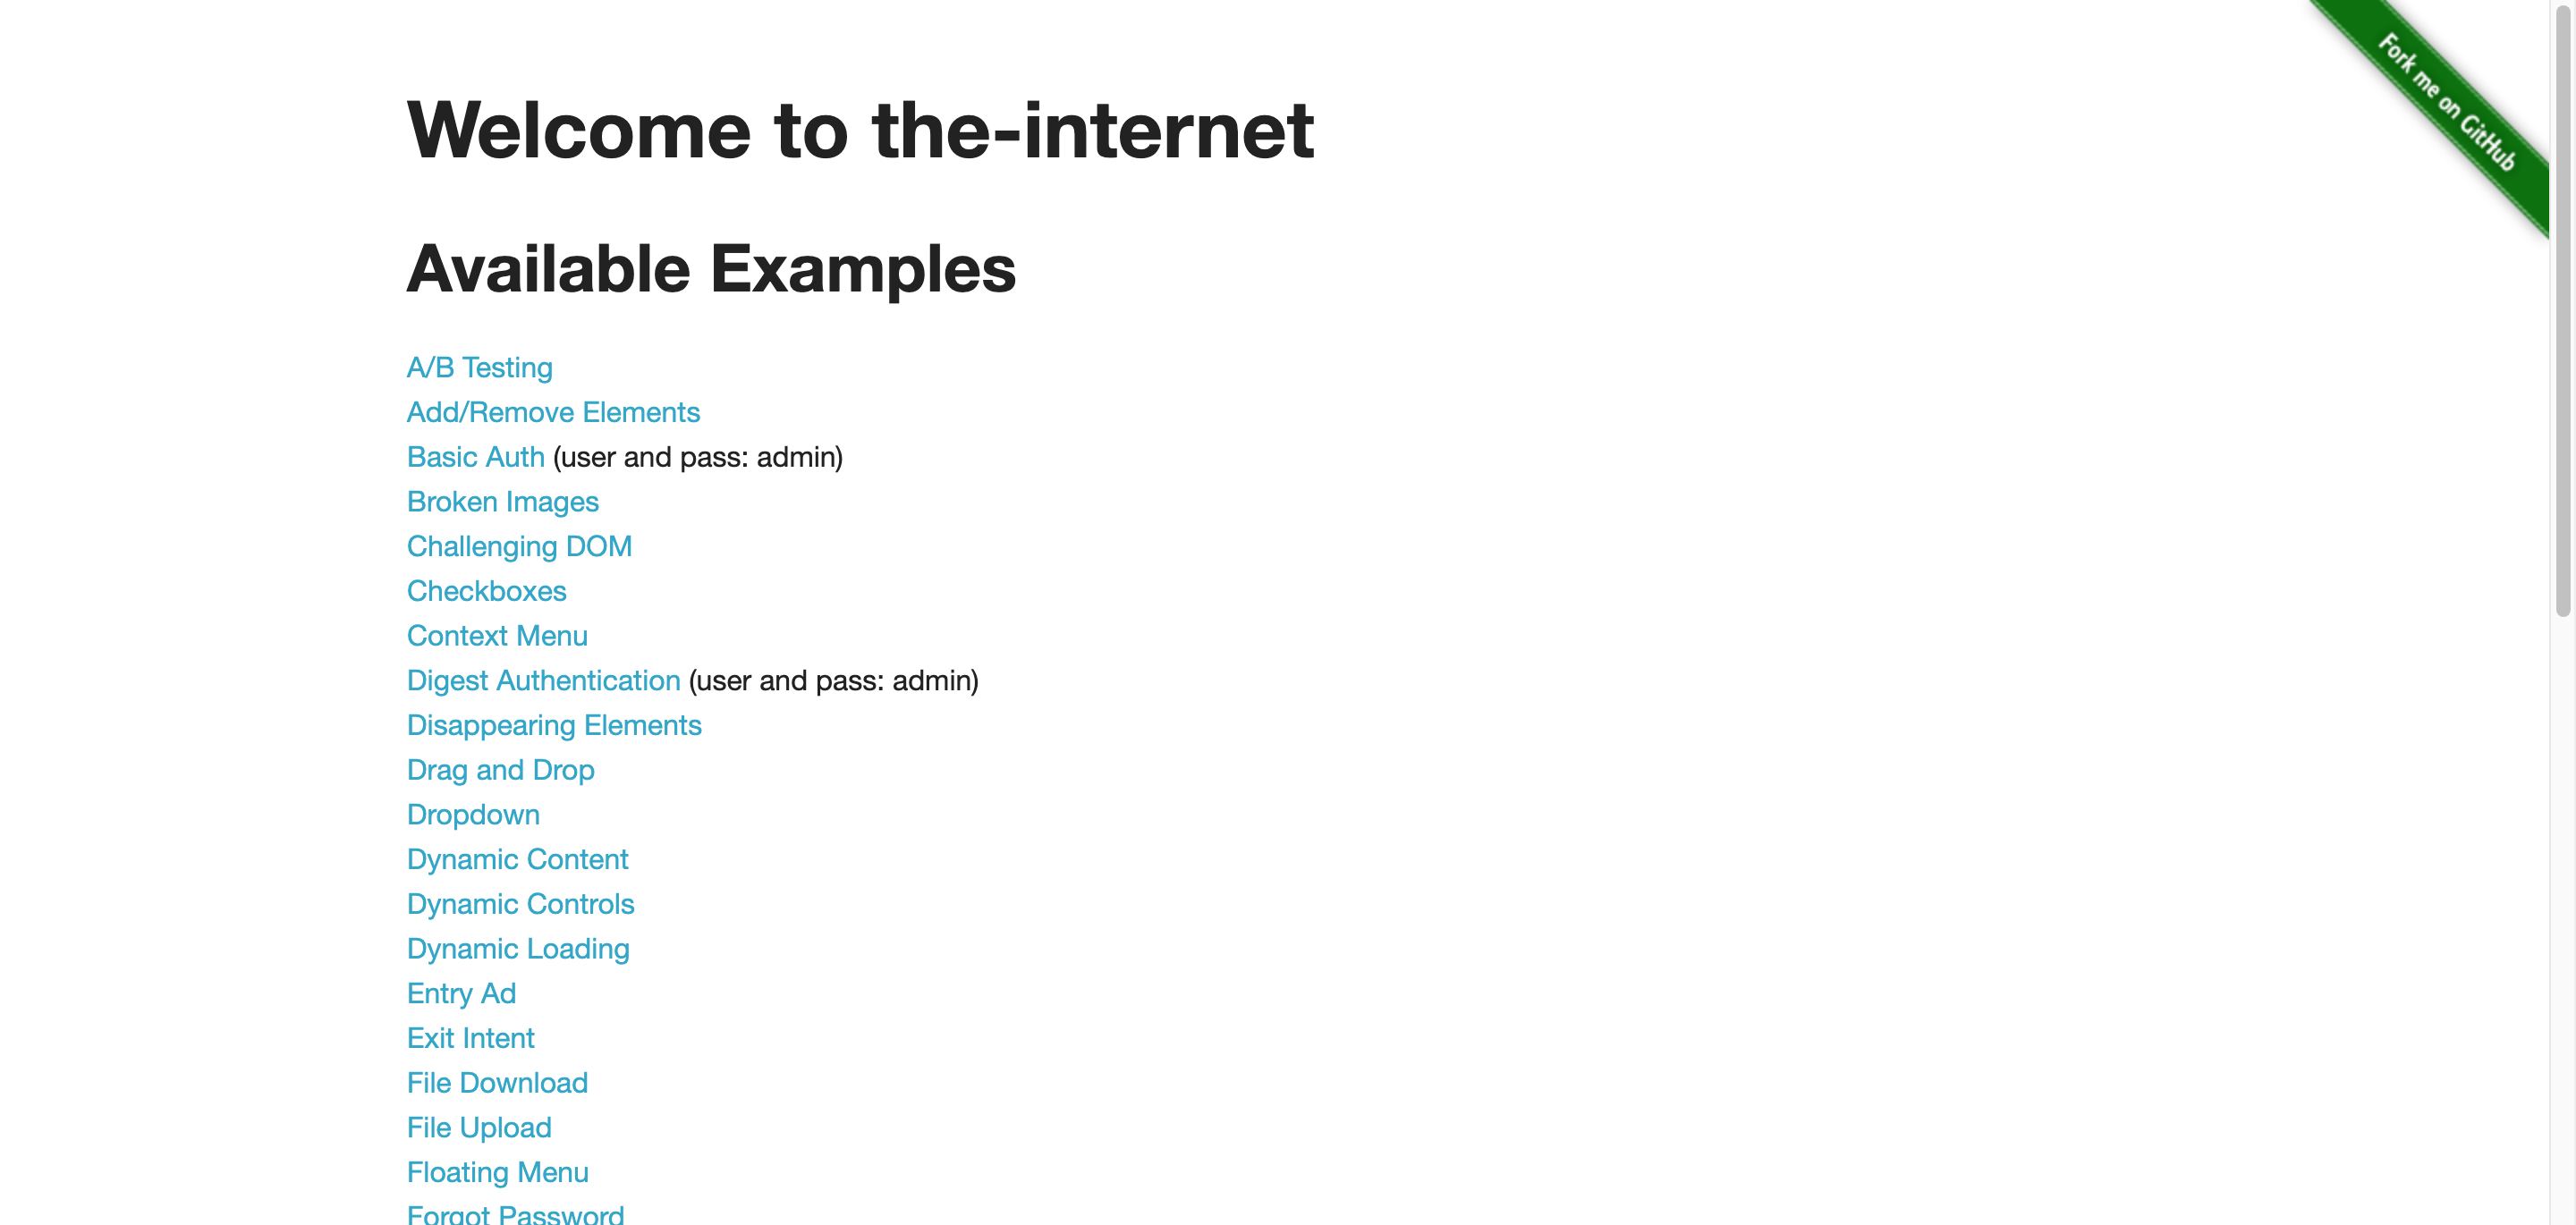 Fork me on GitHub
Welcome to the-internet
Available Examples
A/B Testing
Add/Remove Elements
Basic Auth (user and pass: admin)
Broken Images
Challenging DOM
Checkboxes
Context Menu
Digest Authentication (user and pass: admin)
Disappearing Elements
Drag and Drop
Dropdown
Dynamic Content
Dynamic Controls
Dynamic Loading
Entry Ad
Exit Intent
File Download
File Upload
Floating Menu
Forgot Password